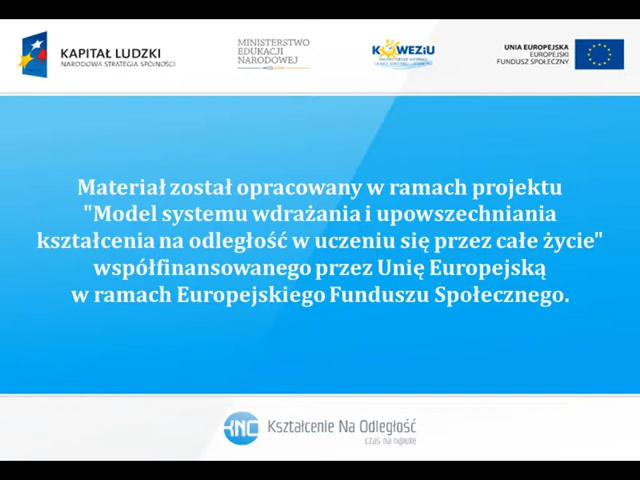 KAPITAŁ LUDZKI
NARODOWA STRATEGIA SPÓJNOŚCI
MINISTERSTWO
EDUKACJI
NARODOWEJ
KOWEZiU
UNIA EUROPEJSKA
EUROPEJSKI
FUNDUSZ SPOŁECZNY
Materiał został opracowany w ramach projektu
"Model systemu wdrażania i upowszechniania
kształcenia na odległość w uczeniu się przez całe życie"
współfinansowanego przez Unię Europejską
w ramach Europejskiego Funduszu Społecznego.
KNO Kształcenie Na Odległość
czas na naukę